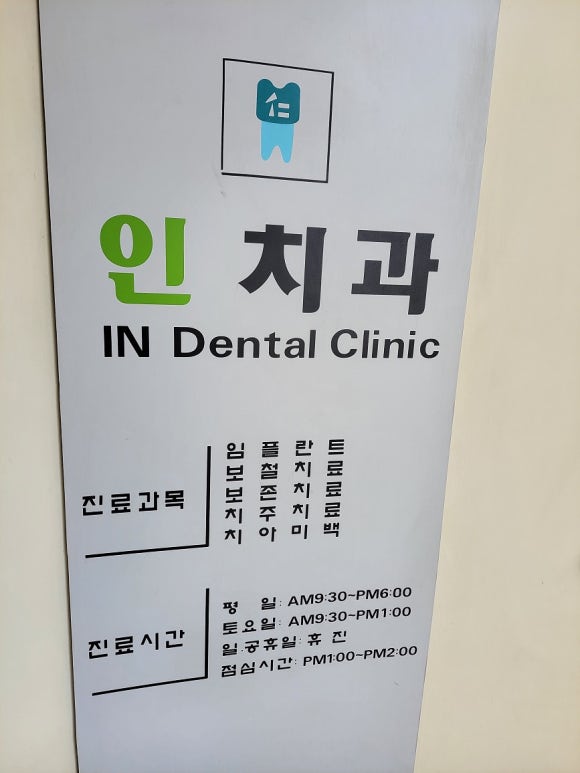 仁
인 치과
IN Dental Clinic
진료과목
임플란트
보철치료
보존치료
치주치료
치아미백
진료시간
평 일: AM9:30~PM6:00
토요일: AM9:30~PM1:00
일.공휴일: 휴 진
점심시간: PM1:00~PM2:00